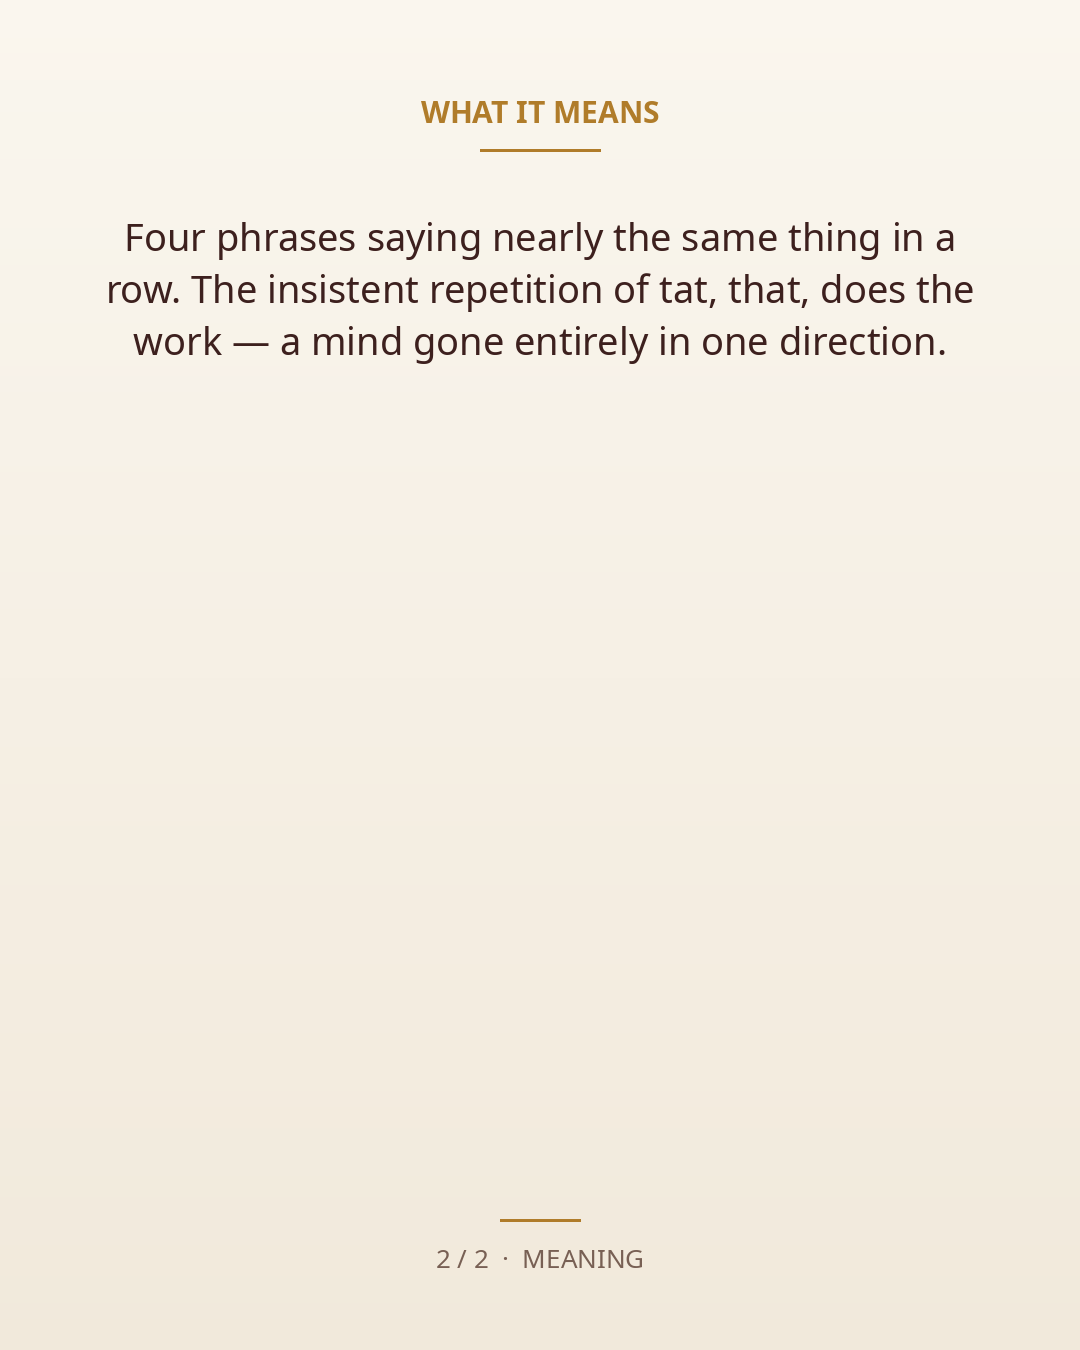 WHAT IT MEANS
Four phrases saying nearly the same thing in a
row. The insistent repetition of tat, that, does the
work — a mind gone entirely in one direction.
2 / 2 · MEANING